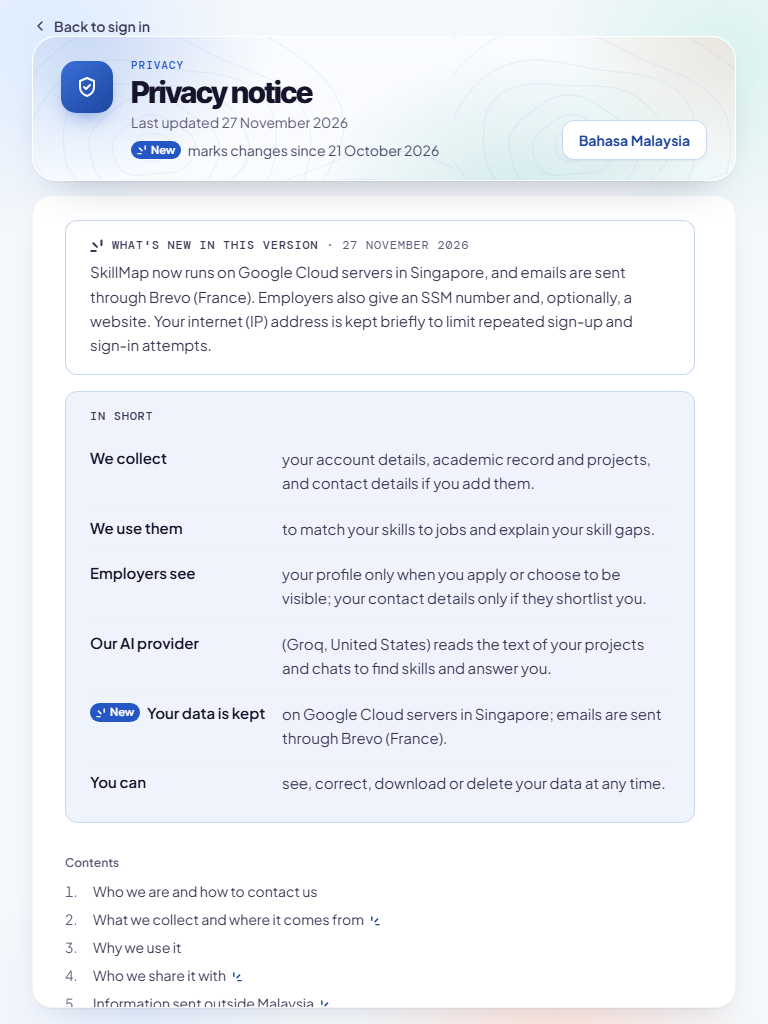 Back to sign in
PRIVACY
Privacy notice
Last updated 27 November 2026
New marks changes since 21 October 2026
Bahasa Malaysia
WHAT'S NEW IN THIS VERSION · 27 NOVEMBER 2026
SkillMap now runs on Google Cloud servers in Singapore, and emails are sent
through Brevo (France). Employers also give an SSM number and, optionally, a
website. Your internet (IP) address is kept briefly to limit repeated sign-up and
sign-in attempts.
IN SHORT
We collect your account details, academic record and projects,
and contact details if you add them.
We use them to match your skills to jobs and explain your skill gaps.
Employers see your profile only when you apply or choose to be
visible; your contact details only if they shortlist you.
Our AI provider (Groq, United States) reads the text of your projects
and chats to find skills and answer you.
New Your data is kept on Google Cloud servers in Singapore; emails are sent
through Brevo (France).
You can see, correct, download or delete your data at any time.
Contents
1. Who we are and how to contact us
2. What we collect and where it comes from
3. Why we use it
4. Who we share it with
5. Information sent outside Malaysia